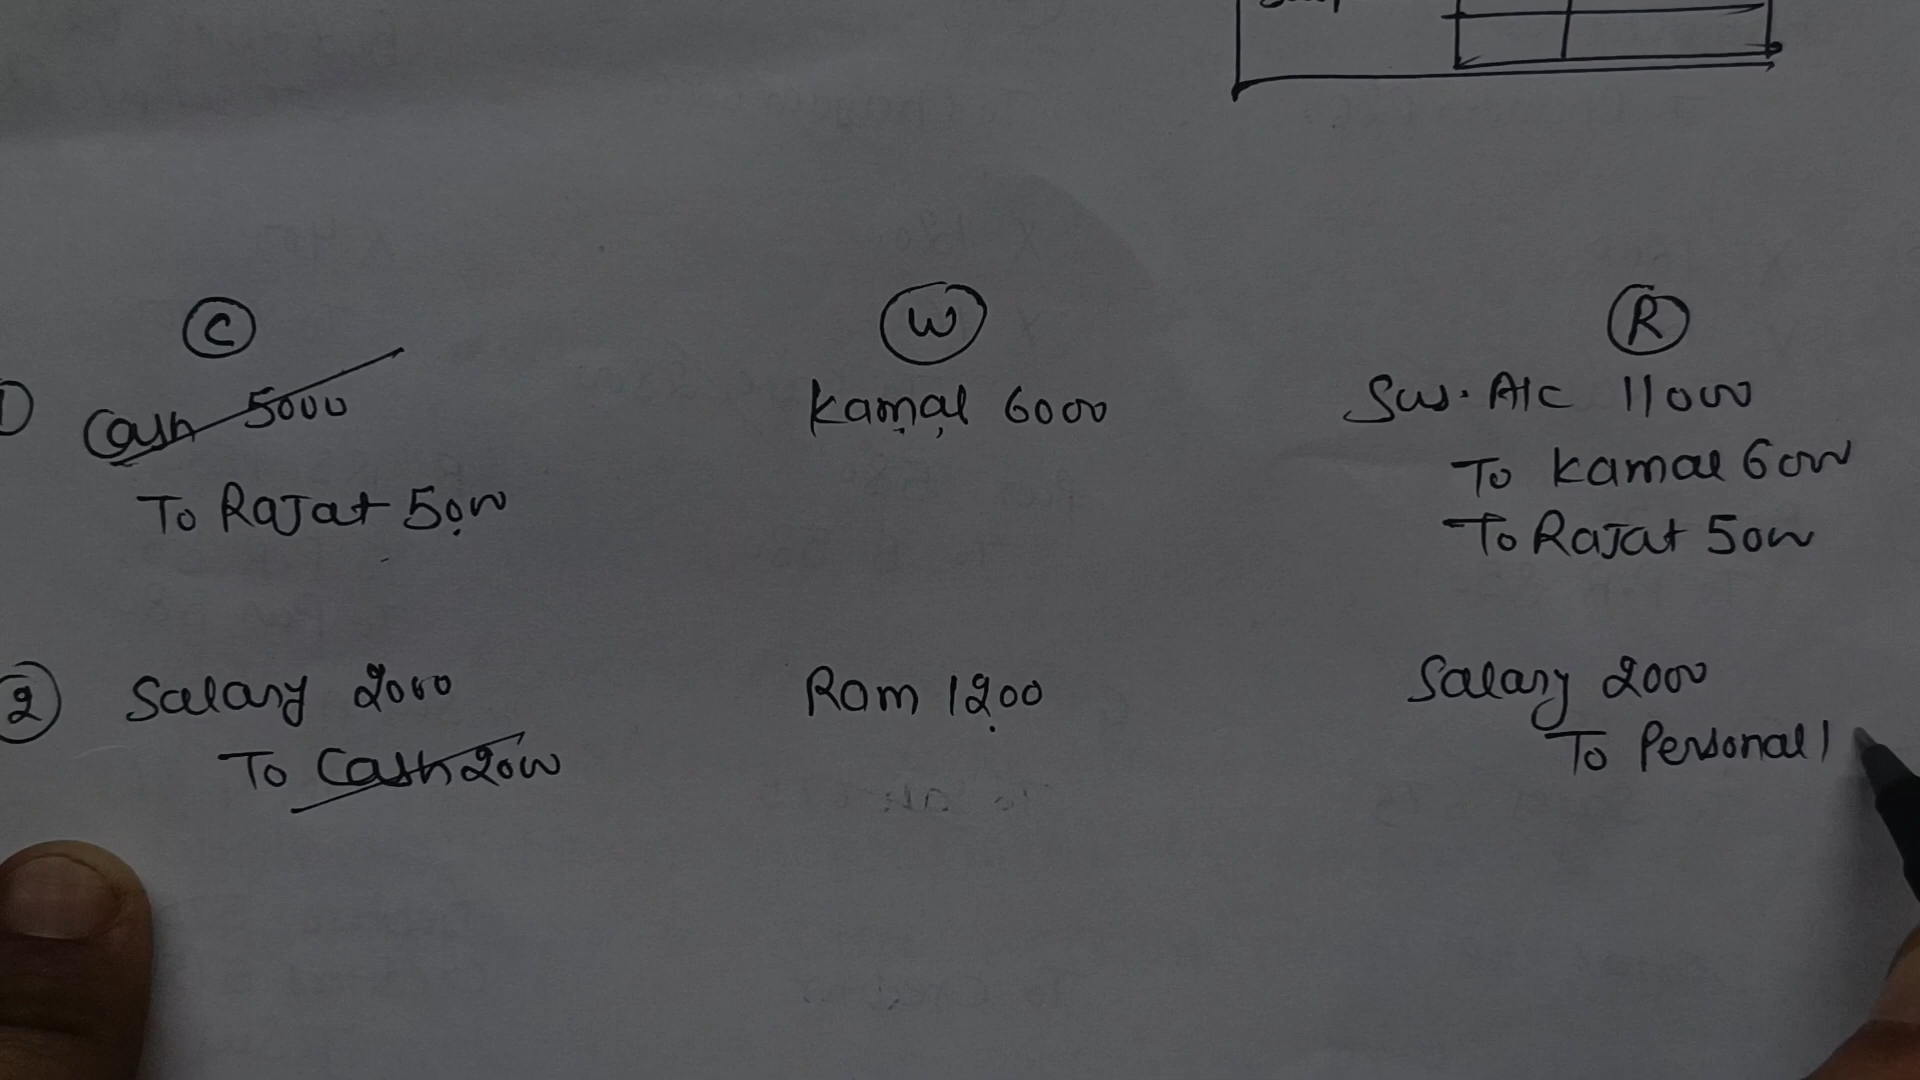 C W R
1) Cash 5000 Kamal 6000 Sus. A/c 11000
To Rajat 5000 To Kamal 6000
To Rajat 5000
2 Salary 2000 Ram 1200 Salary 2000
To Cash 2000 To Personal 1